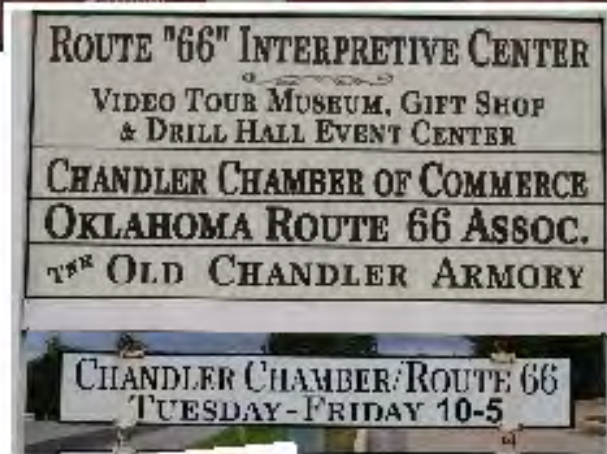 ROUTE "66" INTERPRETIVE CENTER
VIDEO TOUR MUSEUM, GIFT SHOP
& DRILL HALL EVENT CENTER
CHANDLER CHAMBER OF COMMERCE
OKLAHOMA ROUTE 66 ASSOC.
THE OLD CHANDLER ARMORY
CHANDLER CHAMBER/ROUTE 66
TUESDAY-FRIDAY 10-5